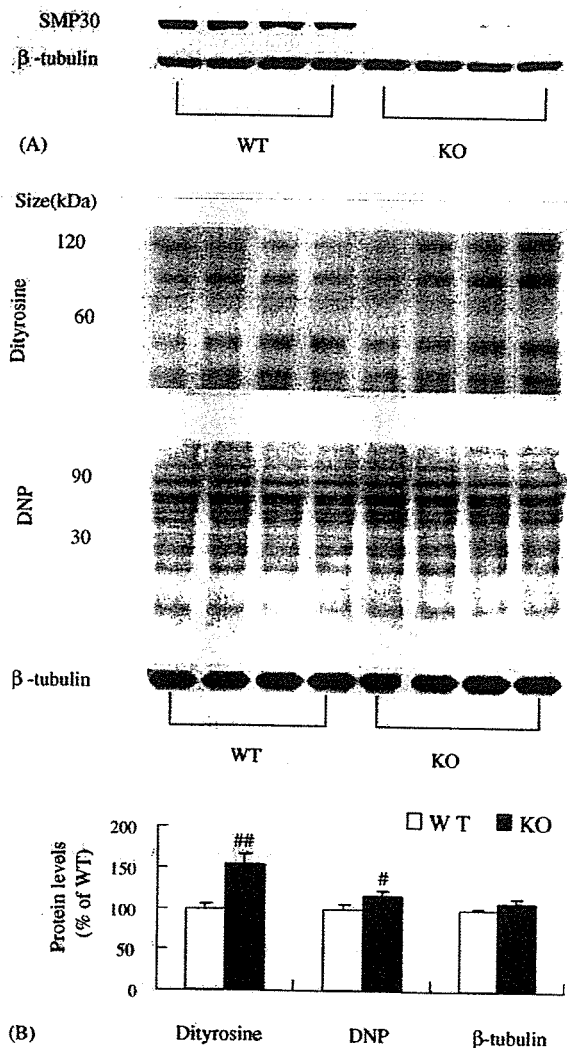 SMP30
β-tubulin
WT
KO
(A)
Size(kDa)
120
60
Dityrosine
90
30
DNP
β-tubulin
WT
KO
W T
KO
Protein levels
(% of WT)
200
150
100
50
0
##
#
Dityrosine
DNP
β-tubulin
(B)